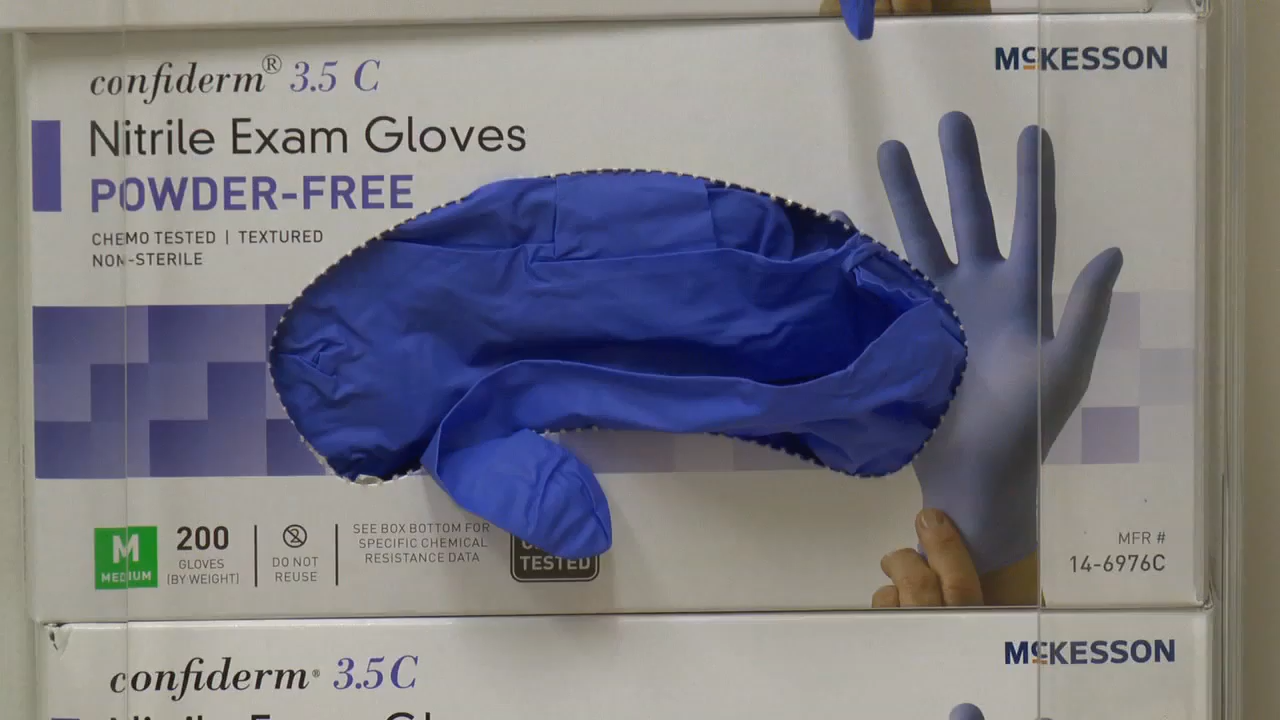 confiderm® 3.5 C
McKESSON
Nitrile Exam Gloves
POWDER-FREE
CHEMO TESTED | TEXTURED
NON-STERILE
M
MEDIUM
200
GLOVES
(BY WEIGHT)
DO NOT
REUSE
SEE BOX BOTTOM FOR
SPECIFIC CHEMICAL
RESISTANCE DATA
TESTED
MFR #
14-6976C
confiderm® 3.5 C
McKESSON